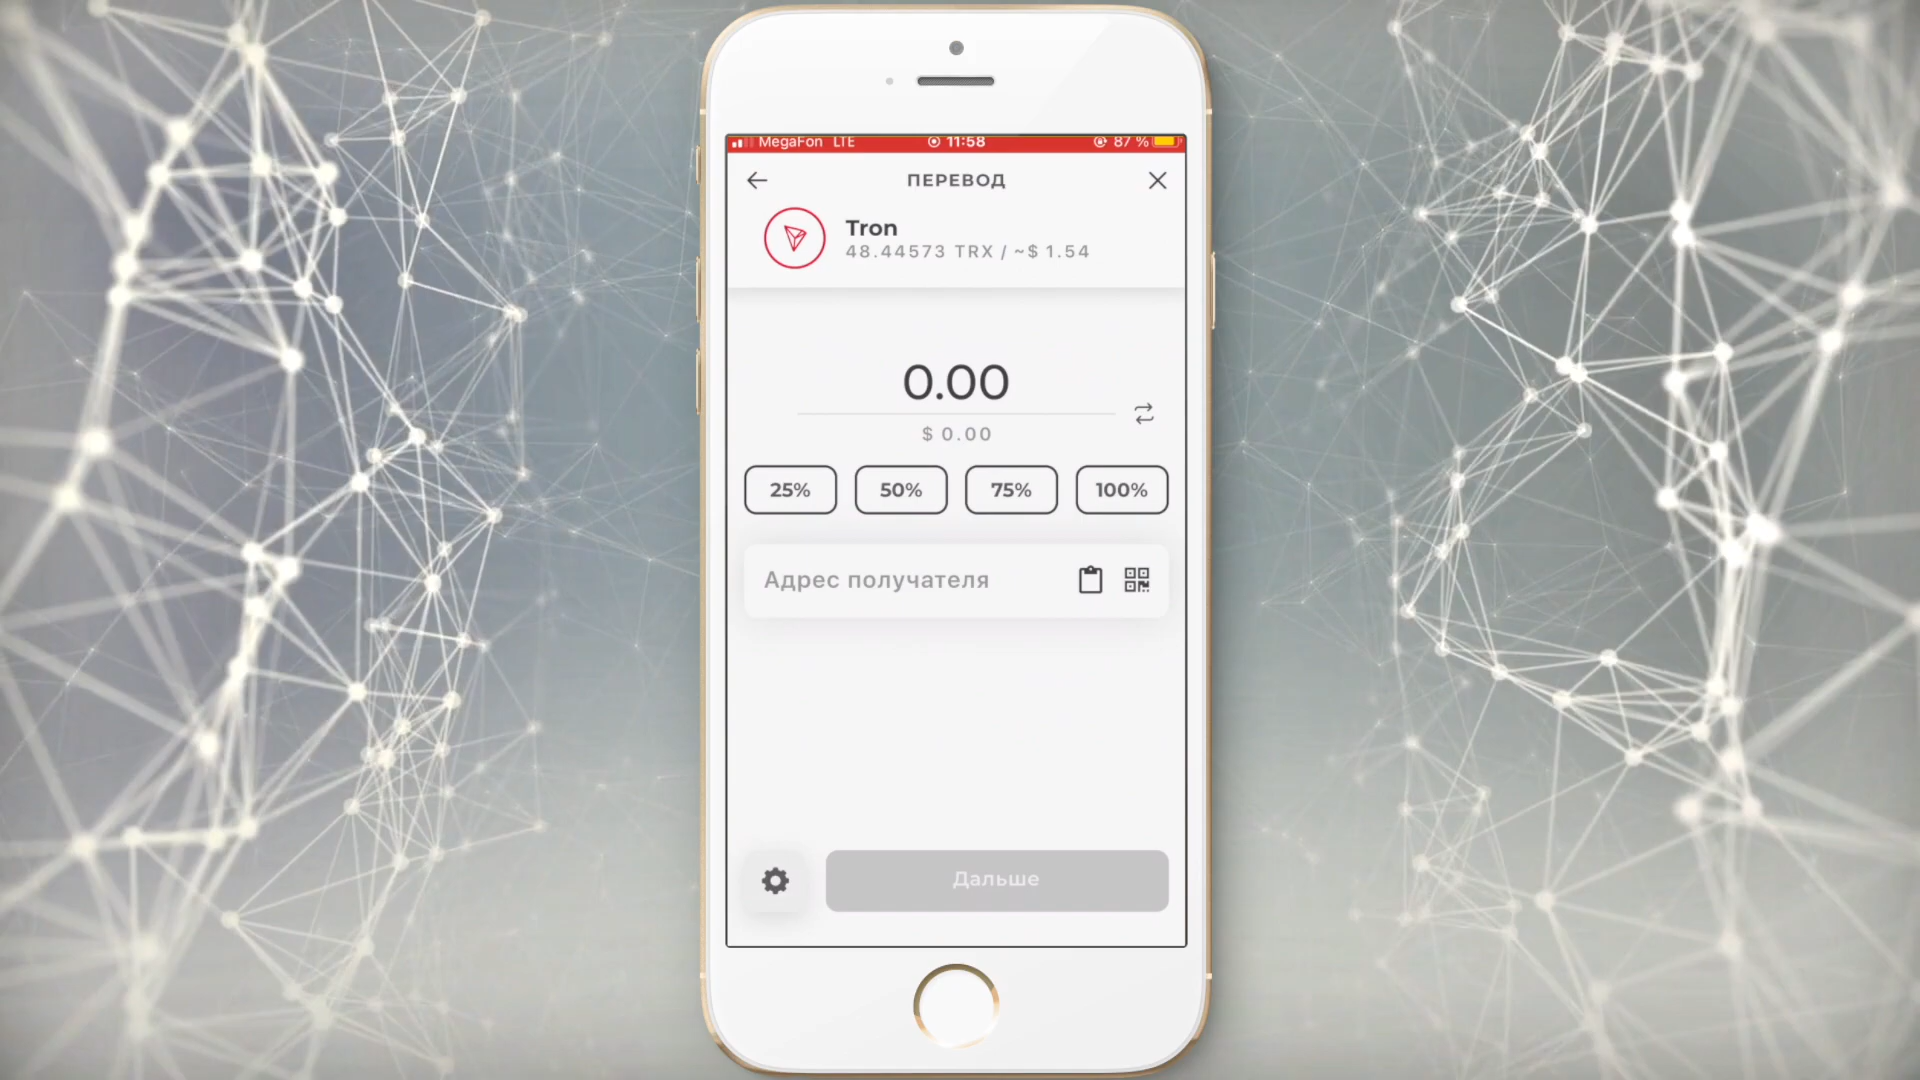 MegaFon LTE 11:58 87 %
ПЕРЕВОД
Tron
48.44573 TRX / ~$ 1.54
0.00
$ 0.00
25% 50% 75% 100%
Адрес получателя
Дальше